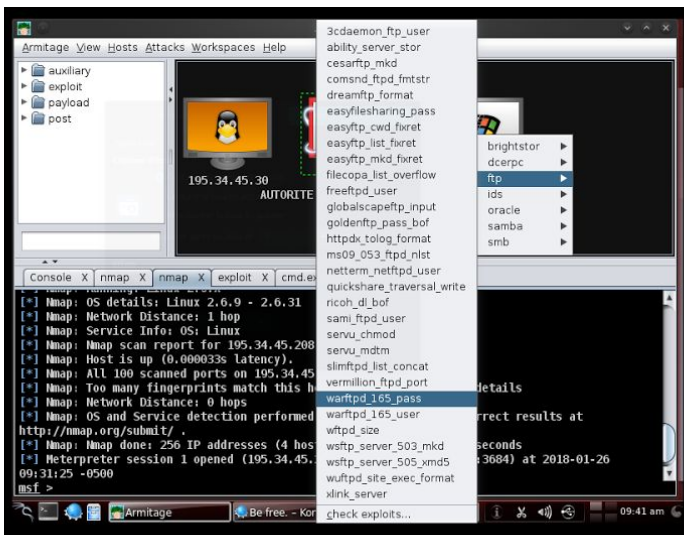 Armitage View Hosts Attacks Workspaces Help
auxiliary
exploit
payload
post
195.34.45.30
AUTORITE
3cdaemon_ftp_user
ability_server_stor
cesarftp_mkd
comsnd_ftpd_fmtstr
dreamftp_format
easyfilesharing_pass
easyftp_cwd_fixret
easyftp_list_fixret
easyftp_mkd_fixret
filecopa_list_overflow
freeftpd_user
globalscapeftp_input
goldenftp_pass_bof
httpdx_tolog_format
ms09_053_ftpd_nlst
netterm_netftpd_user
quickshare_traversal_write
ricoh_dl_bof
sami_ftpd_user
servu_chmod
servu_mdtm
slimftpd_list_concat
vermillion_ftpd_port
warftpd_165_pass
warftpd_165_user
wftpd_size
wsftp_server_503_mkd
wsftp_server_505_xmd5
wuftpd_site_exec_format
xlink_server
check exploits...
brightstor
dcerpc
ftp
ids
oracle
samba
smb
Console X nmap X nmap X exploit X cmd.ex
[*] Nmap: OS details: Linux 2.6.9 - 2.6.31
[*] Nmap: Network Distance: 1 hop
[*] Nmap: Service Info: OS: Linux
[*] Nmap: Nmap scan report for 195.34.45.208
[*] Nmap: Host is up (0.000033s latency).
[*] Nmap: All 100 scanned ports on 195.34.45
[*] Nmap: Too many fingerprints match this h details
[*] Nmap: Network Distance: 0 hops
[*] Nmap: OS and Service detection performed rrect results at
http://nmap.org/submit/ .
[*] Nmap: Nmap done: 256 IP addresses (4 hos seconds
[*] Meterpreter session 1 opened (195.34.45. :3684) at 2018-01-26
09:31:25 -0500
msf >
Armitage
Be free. – Kor
09:41 am